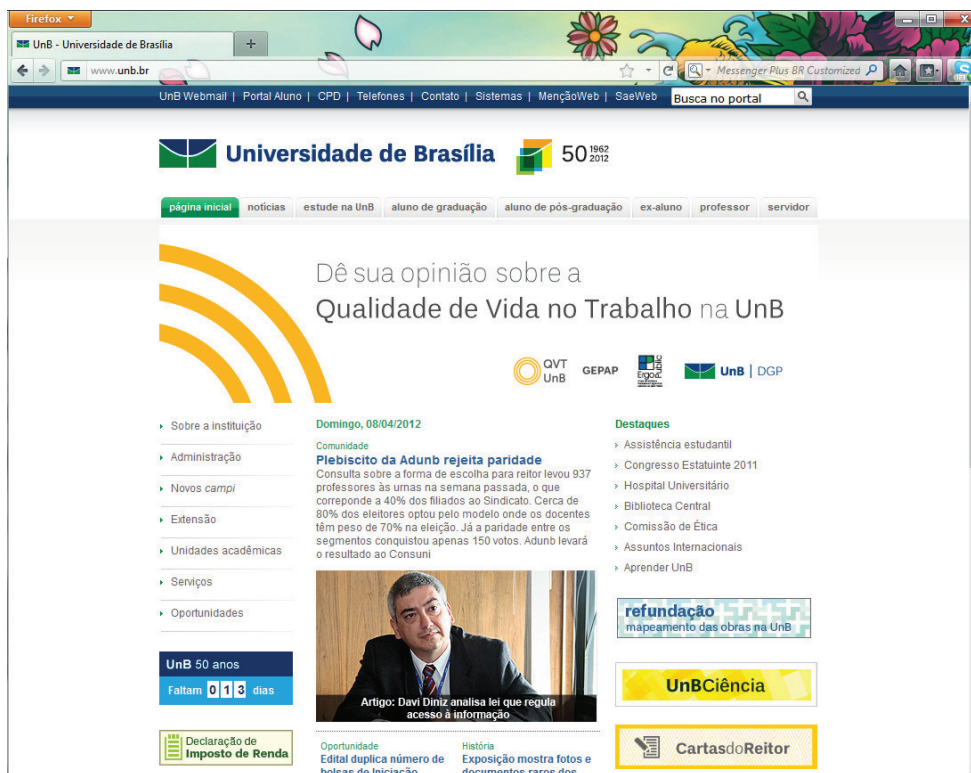 Firefox
UnB - Universidade de Brasília
+
www.unb.br
Messenger Plus BR Customized
UnB Webmail | Portal Aluno | CPD | Telefones | Contato | Sistemas | MençãoWeb | SaeWeb
Busca no portal
Universidade de Brasília
50 1962
2012
página inicial
notícias
estude na UnB
aluno de graduação
aluno de pós-graduação
ex-aluno
professor
servidor
Dê sua opinião sobre a
Qualidade de Vida no Trabalho na UnB
QVT
UnB
GEPAP
UnB | DGP
Sobre a instituição
Administração
Novos campi
Extensão
Unidades acadêmicas
Serviços
Oportunidades
UnB 50 anos
Faltam 0 1 3 dias
Declaração de
Imposto de Renda
Domingo, 08/04/2012
Comunidade
Plebiscito da Adunb rejeita paridade
Consulta sobre a forma de escolha para reitor levou 937
professores às urnas na semana passada, o que
correponde a 40% dos filiados ao Sindicato. Cerca de
80% dos eleitores optou pelo modelo onde os docentes
têm peso de 70% na eleição. Já a paridade entre os
segmentos conquistou apenas 150 votos. Adunb levará
o resultado ao Consuni
Artigo: Davi Diniz analisa lei que regula
acesso à informação
Oportunidade
Edital duplica número de
bolsas de Iniciação
História
Exposição mostra fotos e
documentos raros dos
Destaques
Assistência estudantil
Congresso Estatuinte 2011
Hospital Universitário
Biblioteca Central
Comissão de Ética
Assuntos Internacionais
Aprender UnB
refundação
mapeamento das obras na UnB
UnBCiência
CartasdoReitor